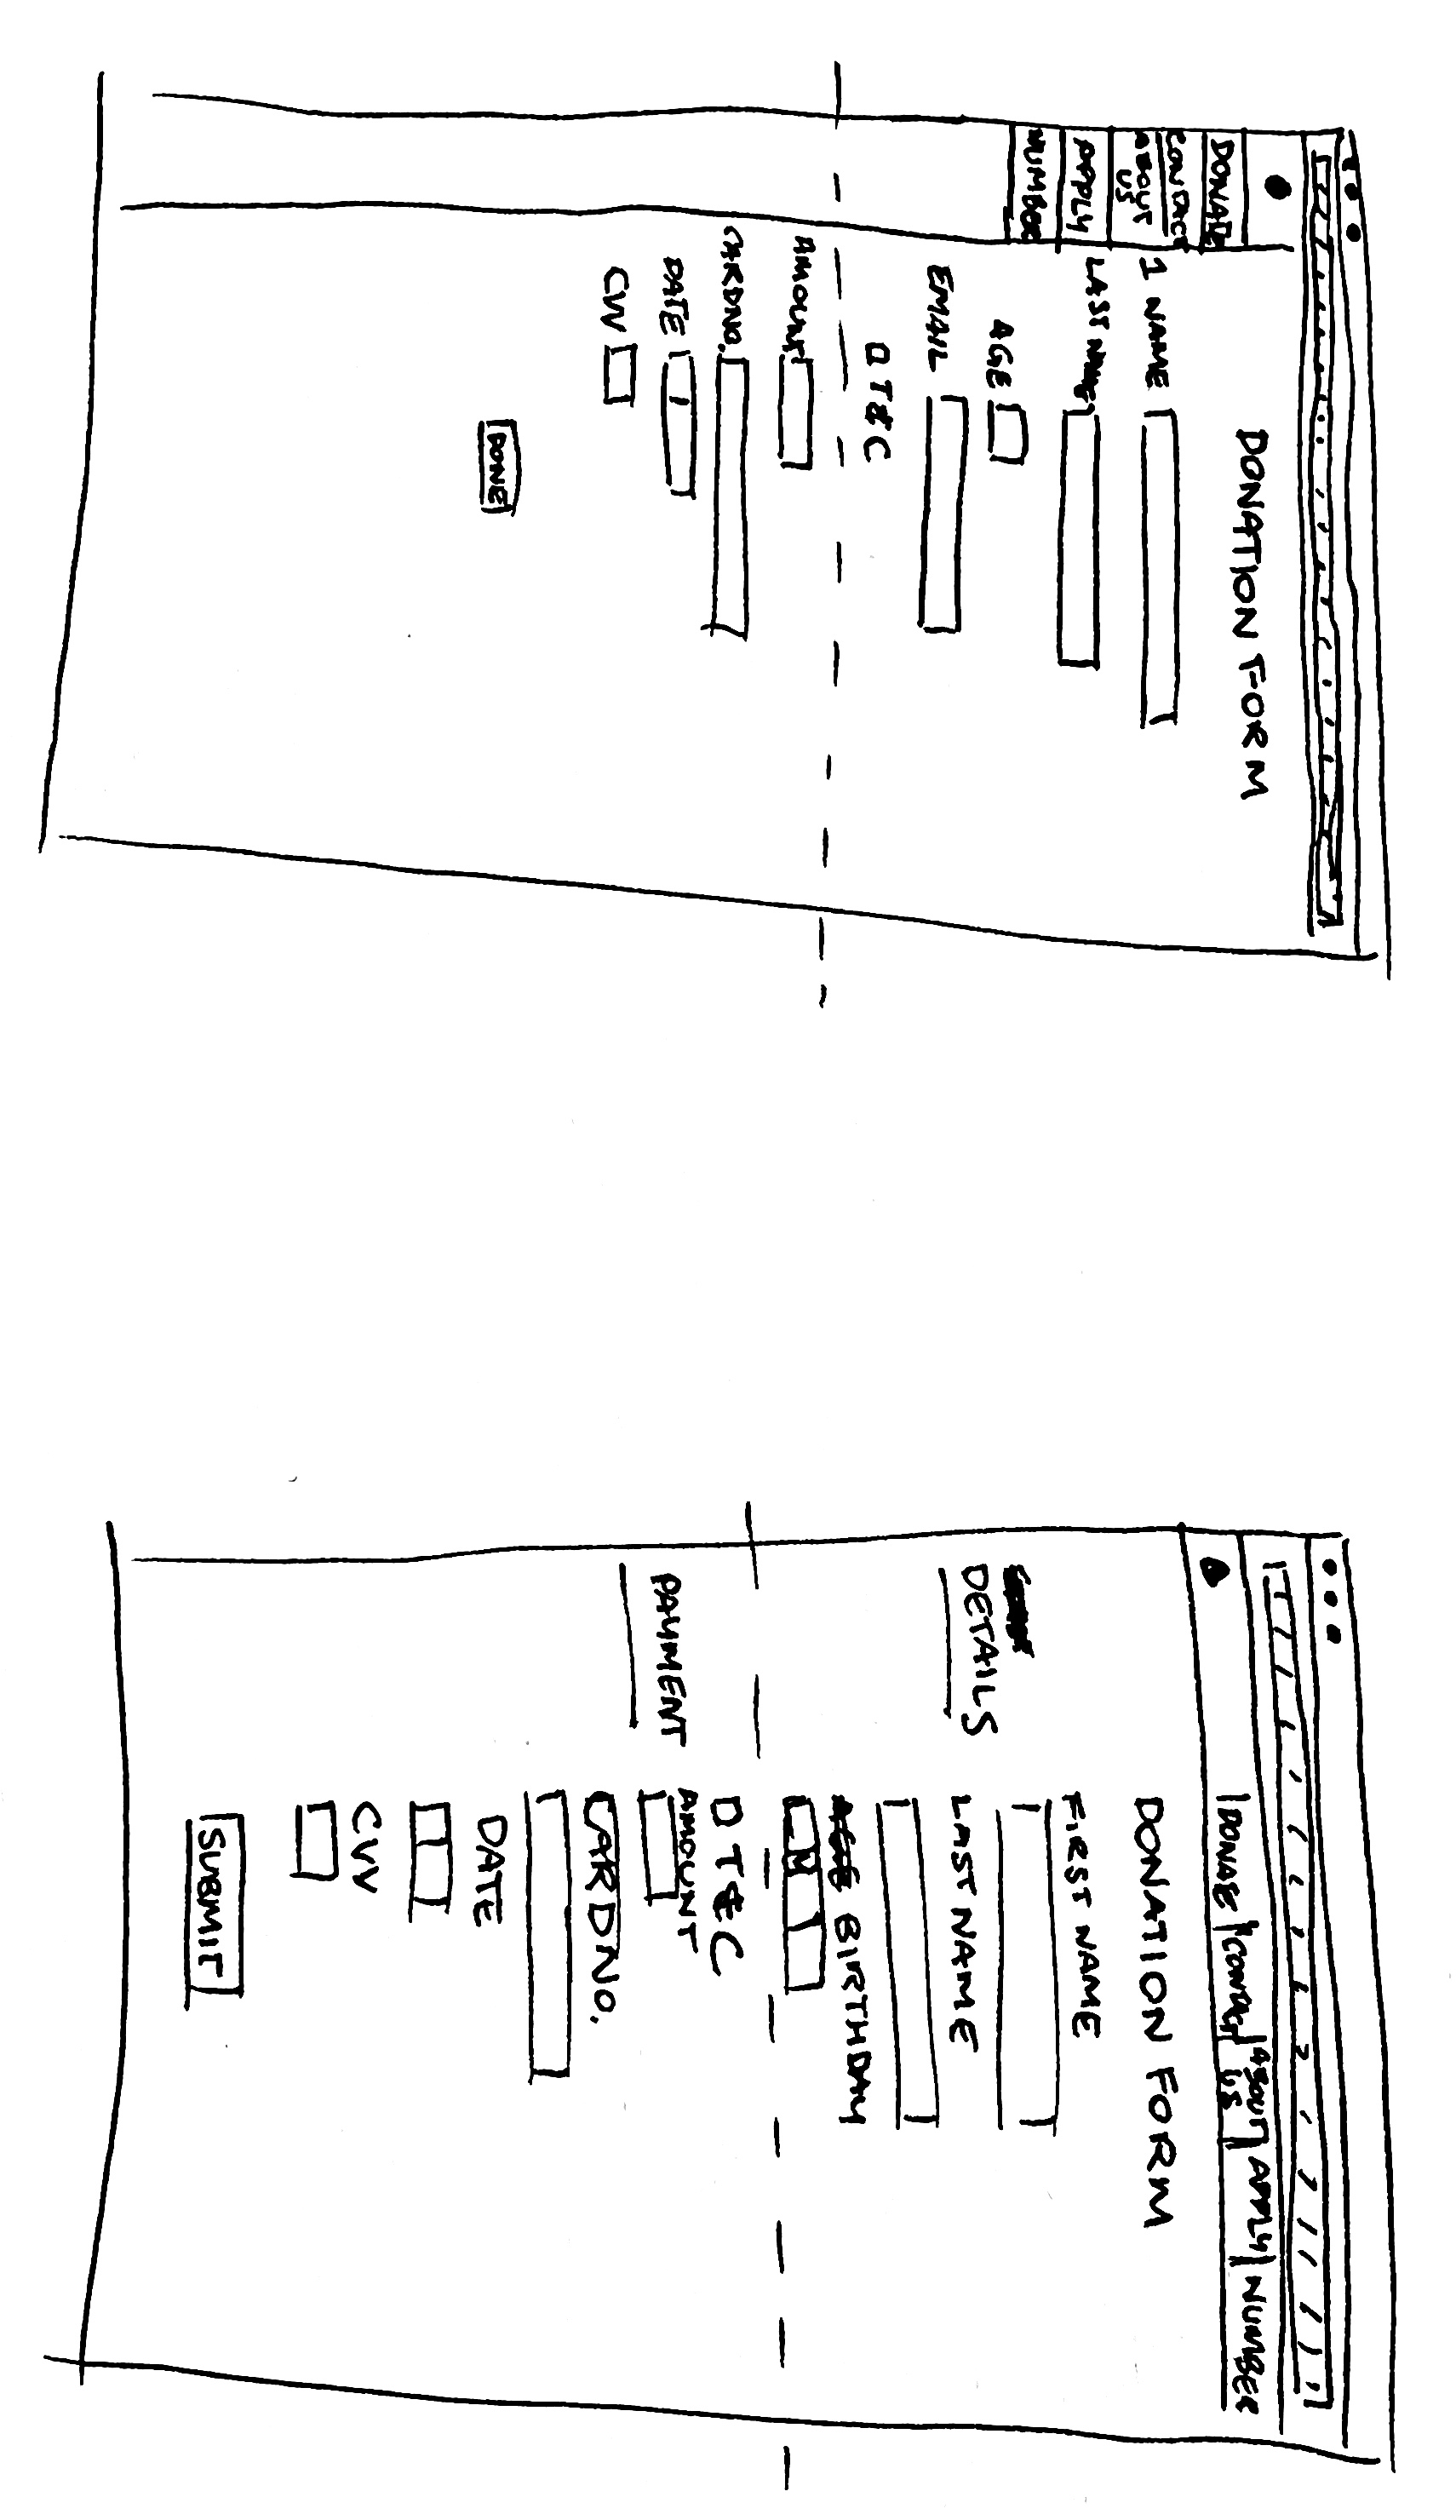 DONATION FORM
DONATE
CONTACT
ABOUT
US
APPLY
NUMBER
1 NAME
LAST NAME
AGE
EMAIL
T&C
AMOUNT
CARDNO.
DATE
CVV
DONE
DONATE CONTACT ABOUT US APPLY NUMBER
DONATION FORM
DETAILS
FIRST NAME
LAST NAME
AGE BIRTHDAY
T&C
PAYMENT
AMOUNT
CARDNO.
DATE
CVV
SUBMIT